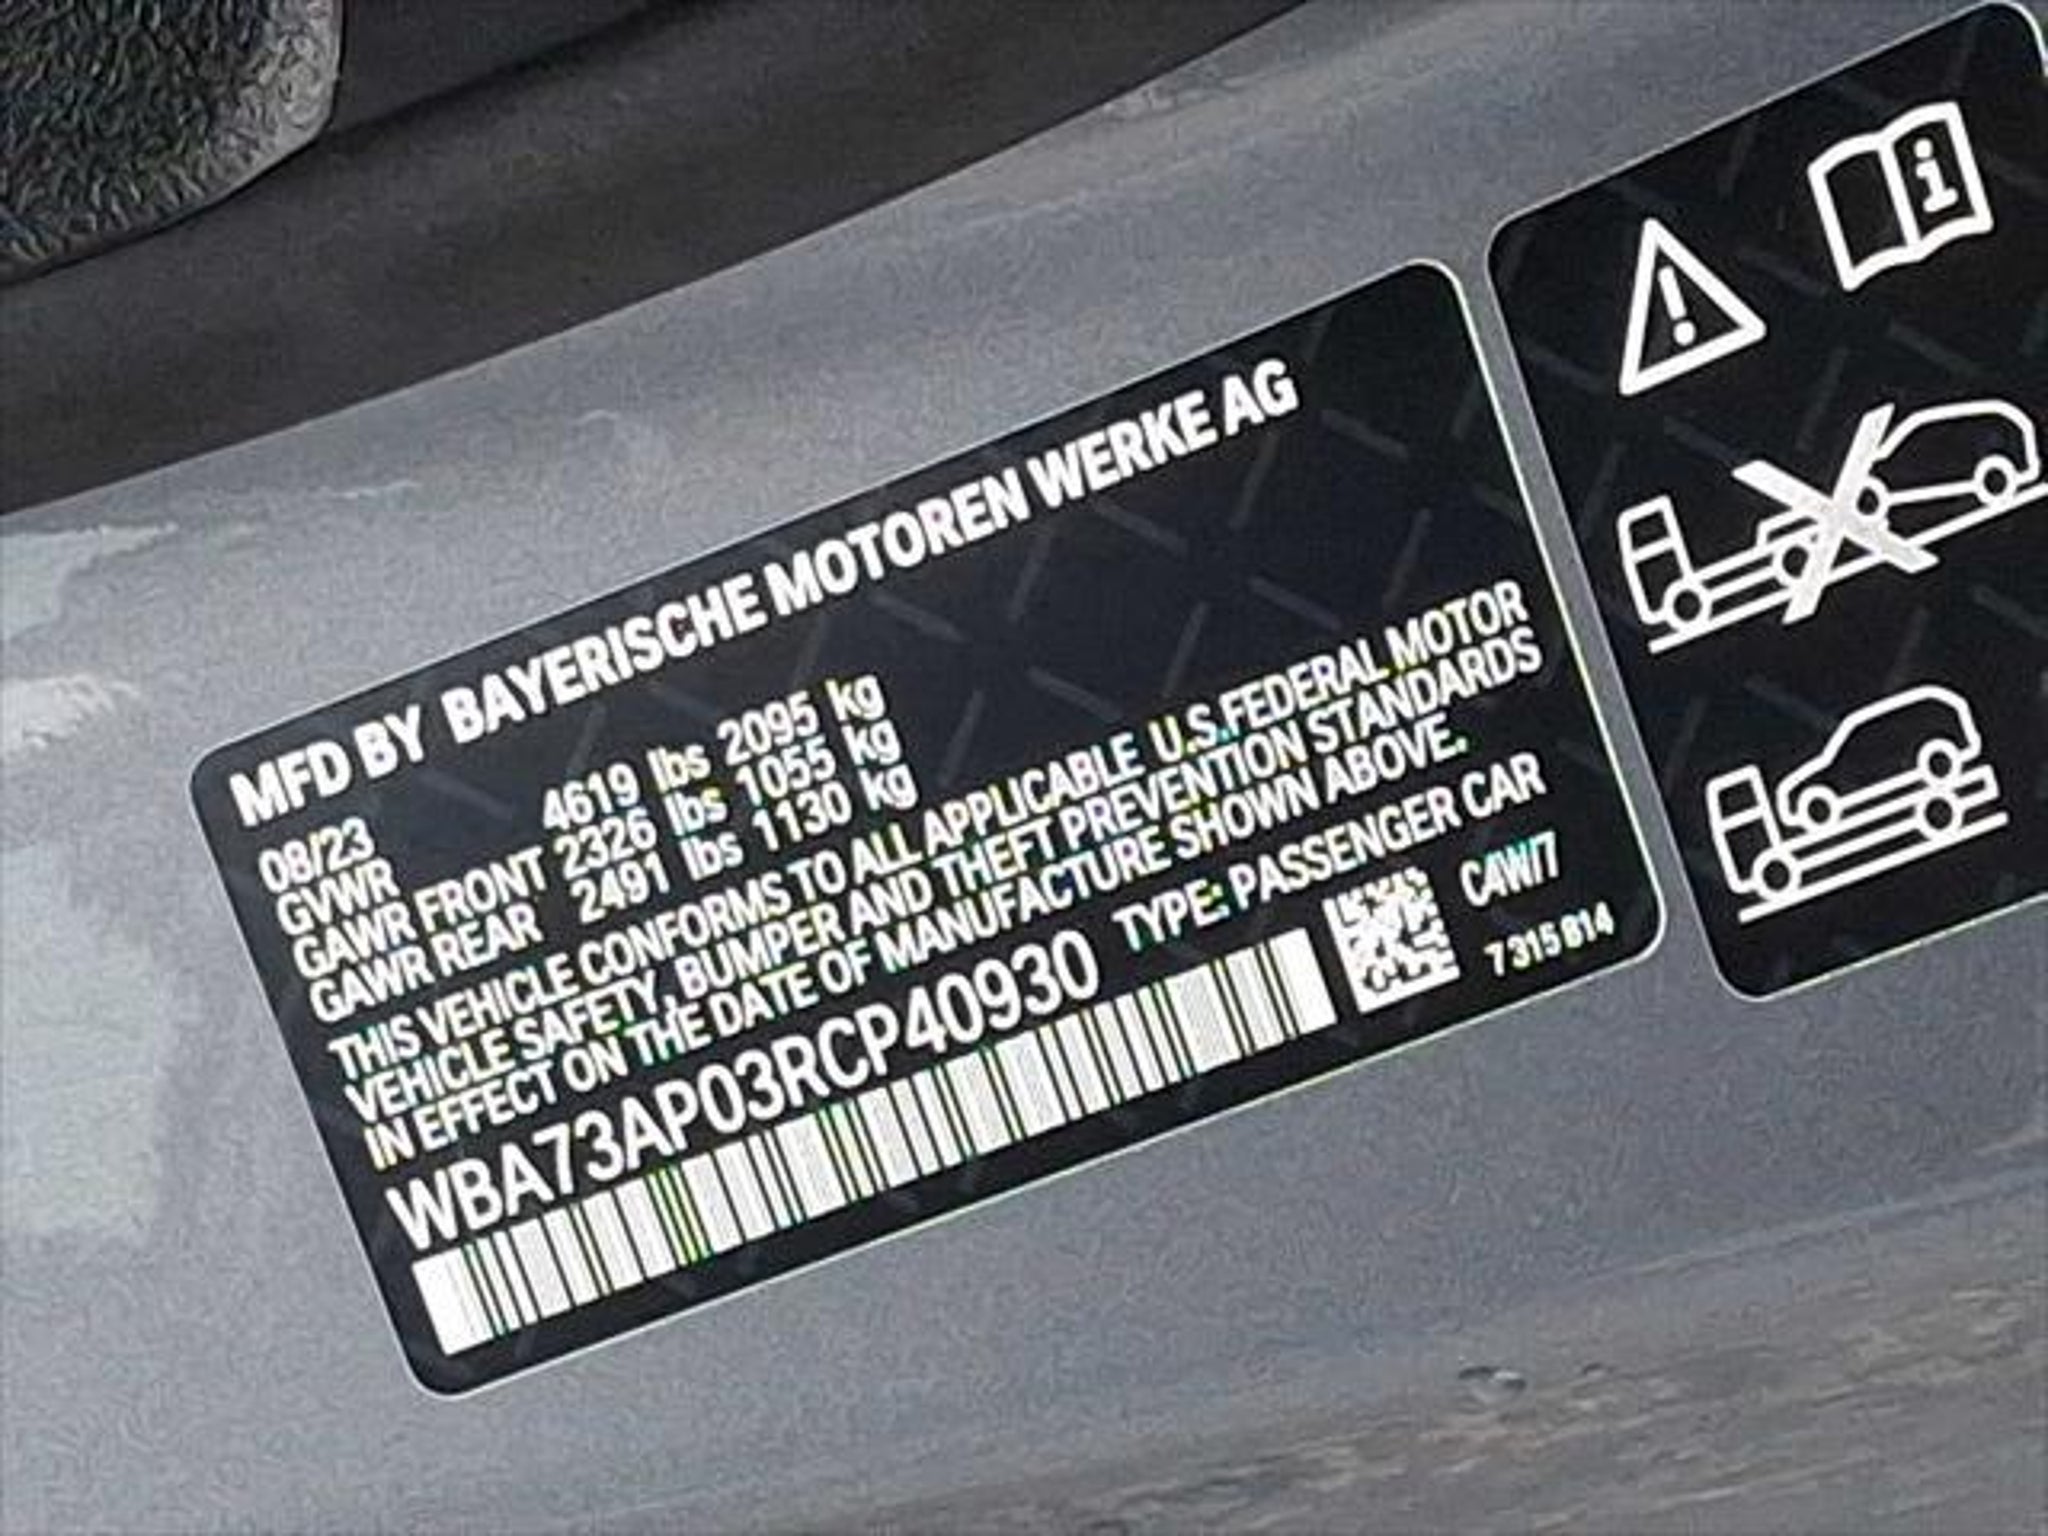 MFD BY BAYERISCHE MOTOREN WERKE AG
08/23
GVWR 4619 lbs 2095 kg
GAWR FRONT 2326 lbs 1055 kg
GAWR REAR 2491 lbs 1130 kg
THIS VEHICLE CONFORMS TO ALL APPLICABLE U.S.FEDERAL MOTOR
VEHICLE SAFETY, BUMPER AND THEFT PREVENTION STANDARDS
IN EFFECT ON THE DATE OF MANUFACTURE SHOWN ABOVE.
WBA73AP03RCP40930 TYPE: PASSENGER CAR
C4W/7
7 315 814